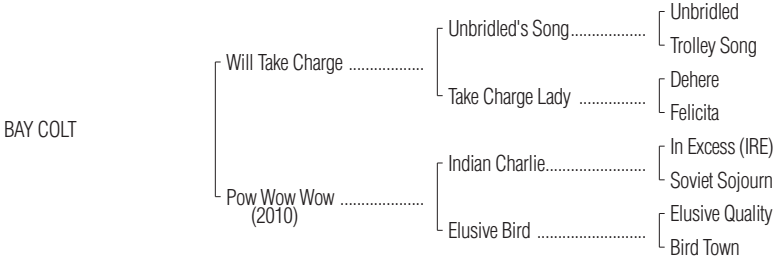 Unbridled
Unbridled's Song..................
Trolley Song
Will Take Charge ..................
Dehere
Take Charge Lady ................
Felicita
BAY COLT
In Excess (IRE)
Indian Charlie........................
Soviet Sojourn
Pow Wow Wow ....................
(2010)
Elusive Quality
Elusive Bird ..........................
Bird Town